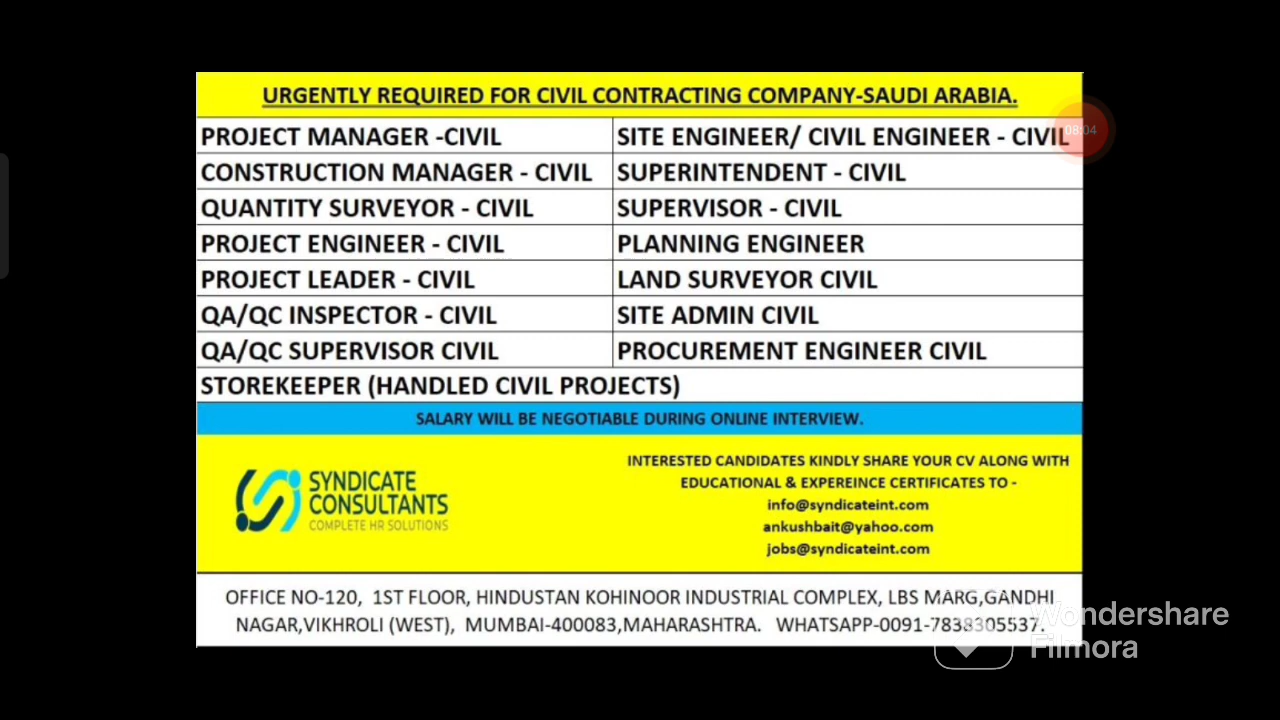 URGENTLY REQUIRED FOR CIVIL CONTRACTING COMPANY-SAUDI ARABIA.
PROJECT MANAGER -CIVIL
SITE ENGINEER/ CIVIL ENGINEER - CIVIL
08:04
CONSTRUCTION MANAGER - CIVIL
SUPERINTENDENT - CIVIL
QUANTITY SURVEYOR - CIVIL
SUPERVISOR - CIVIL
PROJECT ENGINEER - CIVIL
PLANNING ENGINEER
PROJECT LEADER - CIVIL
LAND SURVEYOR CIVIL
QA/QC INSPECTOR - CIVIL
SITE ADMIN CIVIL
QA/QC SUPERVISOR CIVIL
PROCUREMENT ENGINEER CIVIL
STOREKEEPER (HANDLED CIVIL PROJECTS)
SALARY WILL BE NEGOTIABLE DURING ONLINE INTERVIEW.
SYNDICATE
CONSULTANTS
COMPLETE HR SOLUTIONS
INTERESTED CANDIDATES KINDLY SHARE YOUR CV ALONG WITH
EDUCATIONAL & EXPEREINCE CERTIFICATES TO -
info@syndicateint.com
ankushbait@yahoo.com
jobs@syndicateint.com
OFFICE NO-120, 1ST FLOOR, HINDUSTAN KOHINOOR INDUSTRIAL COMPLEX, LBS MARG,GANDHI
NAGAR,VIKHROLI (WEST), MUMBAI-400083,MAHARASHTRA. WHATSAPP-0091-7838305537.
Wondershare
Filmora